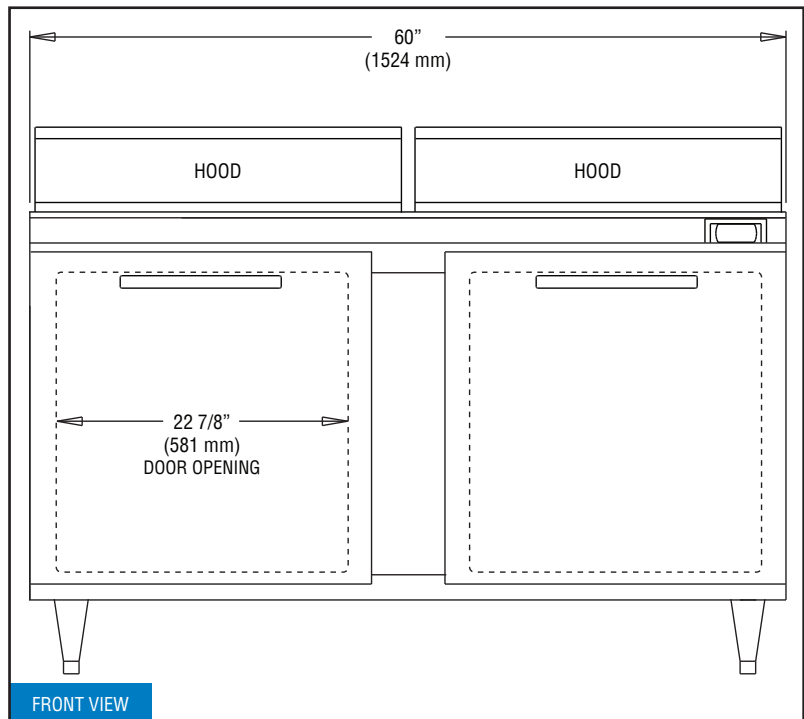 60”
(1524 mm)
HOOD
HOOD
22 7/8”
(581 mm)
DOOR OPENING
FRONT VIEW